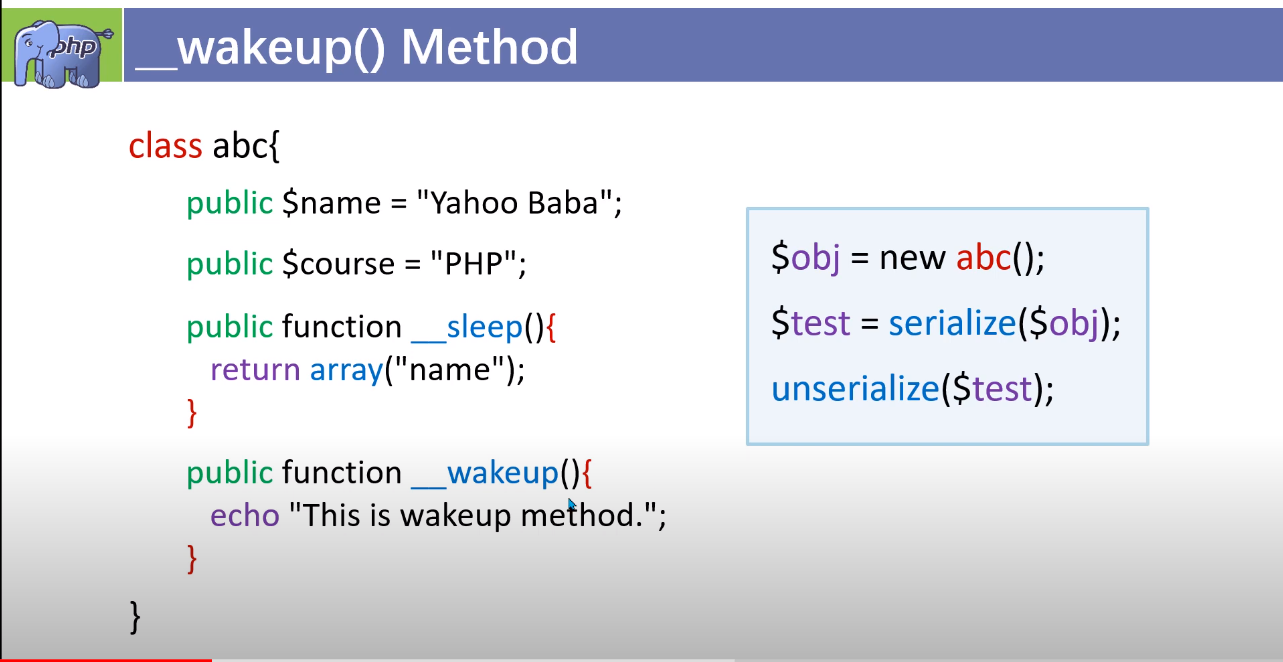 php
__wakeup() Method
class abc{
public $name = "Yahoo Baba";
public $course = "PHP";
public function __sleep(){
return array("name");
}
public function __wakeup(){
echo "This is wakeup method.";
}
}
$obj = new abc();
$test = serialize($obj);
unserialize($test);